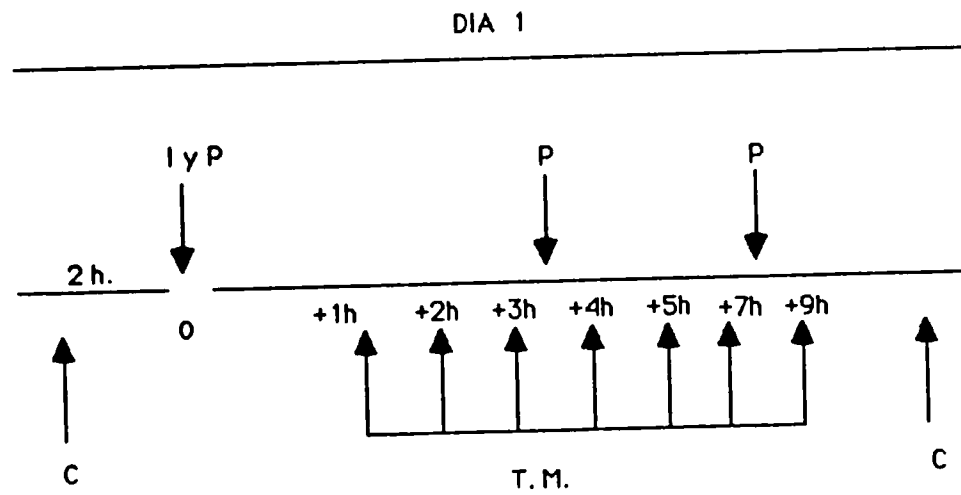 DIA 1
I y P
P
P
2 h.
0
+1h
+2h
+3h
+4h
+5h
+7h
+9h
C
T. M.
C